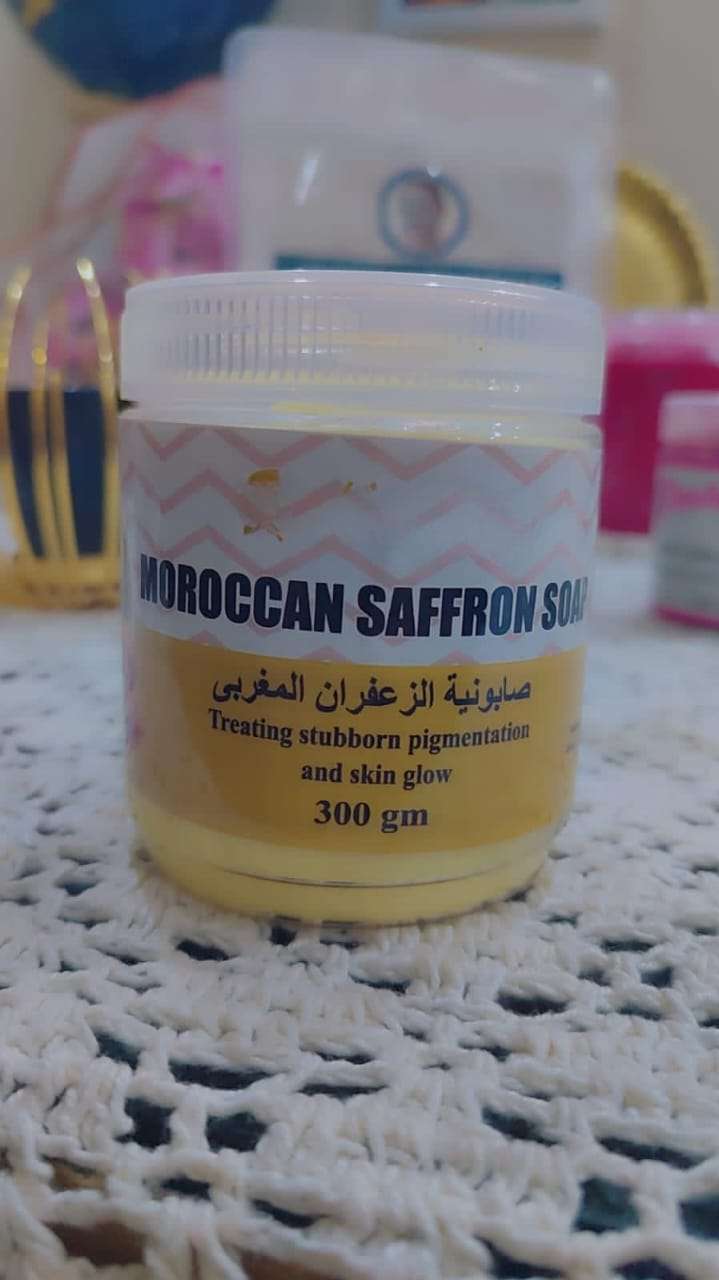 MOROCCAN SAFFRON SOAP
صابونية الزعفران المغربى
Treating stubborn pigmentation
and skin glow
300 gm